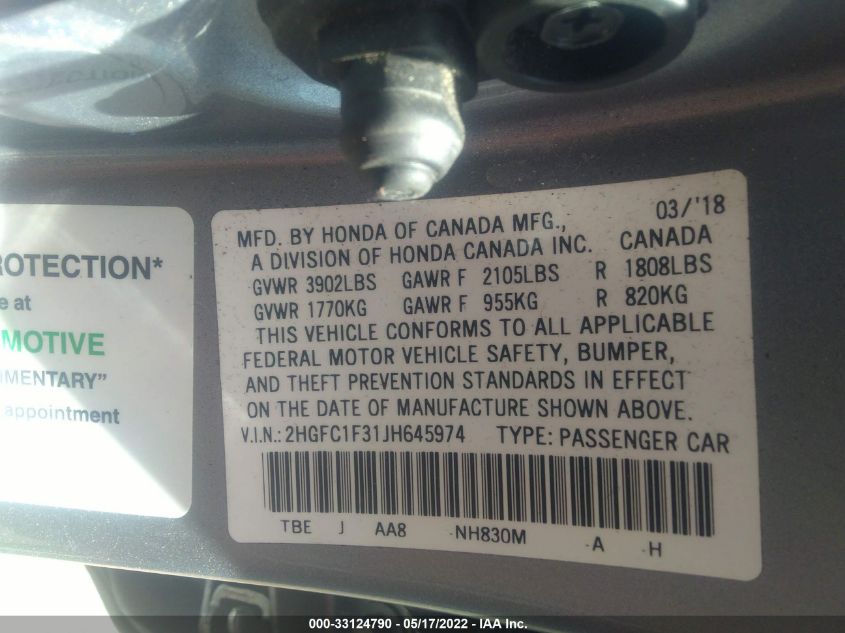 03/'18
MFD. BY HONDA OF CANADA MFG.,
A DIVISION OF HONDA CANADA INC. CANADA
GVWR 3902LBS GAWR F 2105LBS R 1808LBS
GVWR 1770KG GAWR F 955KG R 820KG
THIS VEHICLE CONFORMS TO ALL APPLICABLE
FEDERAL MOTOR VEHICLE SAFETY, BUMPER,
AND THEFT PREVENTION STANDARDS IN EFFECT
ON THE DATE OF MANUFACTURE SHOWN ABOVE.
V.I.N.: 2HGFC1F31JH645974 TYPE: PASSENGER CAR
TBE J AA8 NH830M A H
ROTECTION*
e at
MOTIVE
MENTARY"
appointment
000-33124790 - 05/17/2022 - IAA Inc.